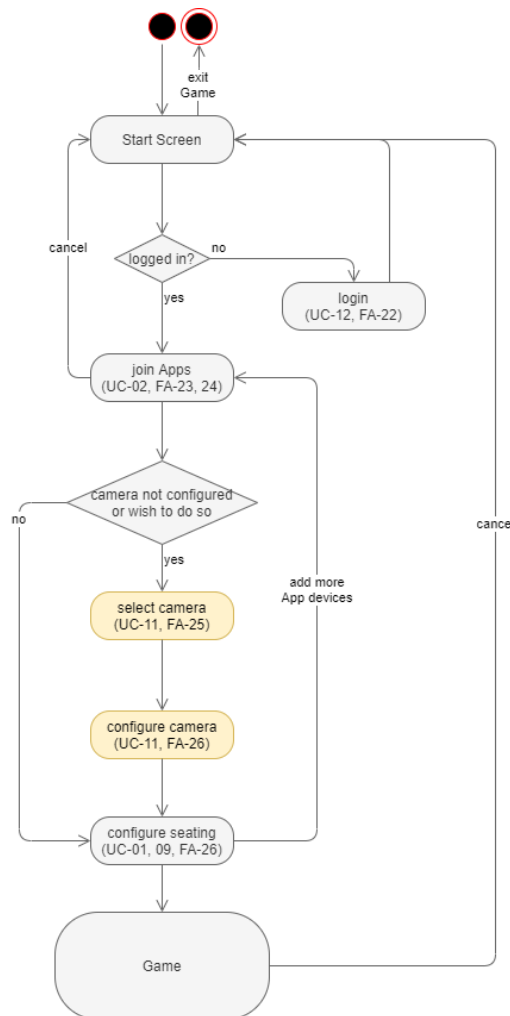 exit
Game
Start Screen
cancel
logged in?
no
yes
login
(UC-12, FA-22)
join Apps
(UC-02, FA-23, 24)
camera not configured
or wish to do so
no
yes
cancel
select camera
(UC-11, FA-25)
add more
App devices
configure camera
(UC-11, FA-26)
configure seating
(UC-01, 09, FA-26)
Game